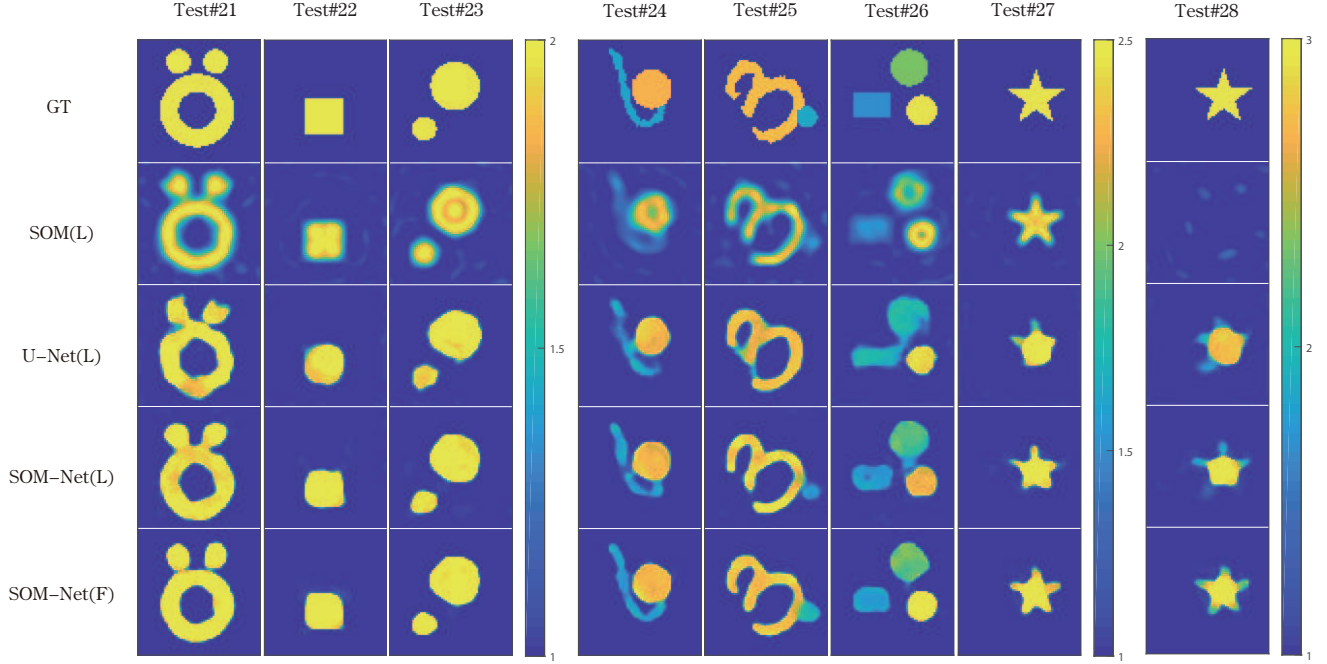 Test#21 Test#22 Test#23 Test#24 Test#25 Test#26 Test#27 Test#28
GT
SOM(L)
U–Net(L)
SOM–Net(L)
SOM–Net(F)
2
1.5
1
2.5
2
1.5
1
3
2
1